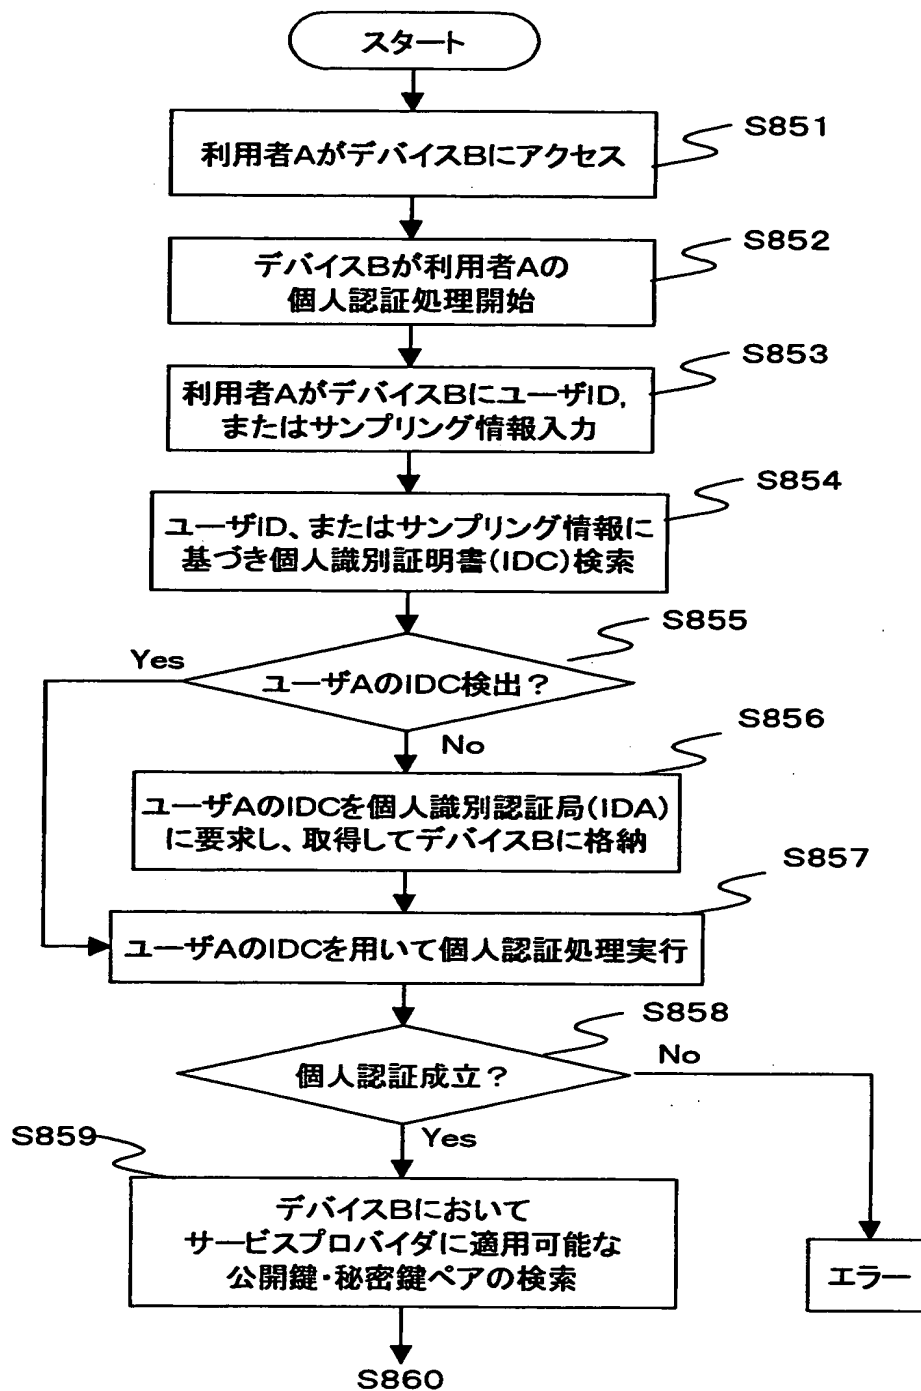 スタート
S851
利用者AがデバイスBにアクセス
S852
デバイスBが利用者Aの
個人認証処理開始
S853
利用者AがデバイスBにユーザID,
またはサンプリング情報入力
S854
ユーザID、またはサンプリング情報に
基づき個人識別証明書(IDC)検索
S855
Yes
ユーザAのIDC検出?
No
S856
ユーザAのIDCを個人識別認証局(IDA)
に要求し、取得してデバイスBに格納
S857
ユーザAのIDCを用いて個人認証処理実行
S858
個人認証成立?
No
Yes
S859
デバイスBにおいて
サービスプロバイダに適用可能な
公開鍵・秘密鍵ペアの検索
エラー
S860